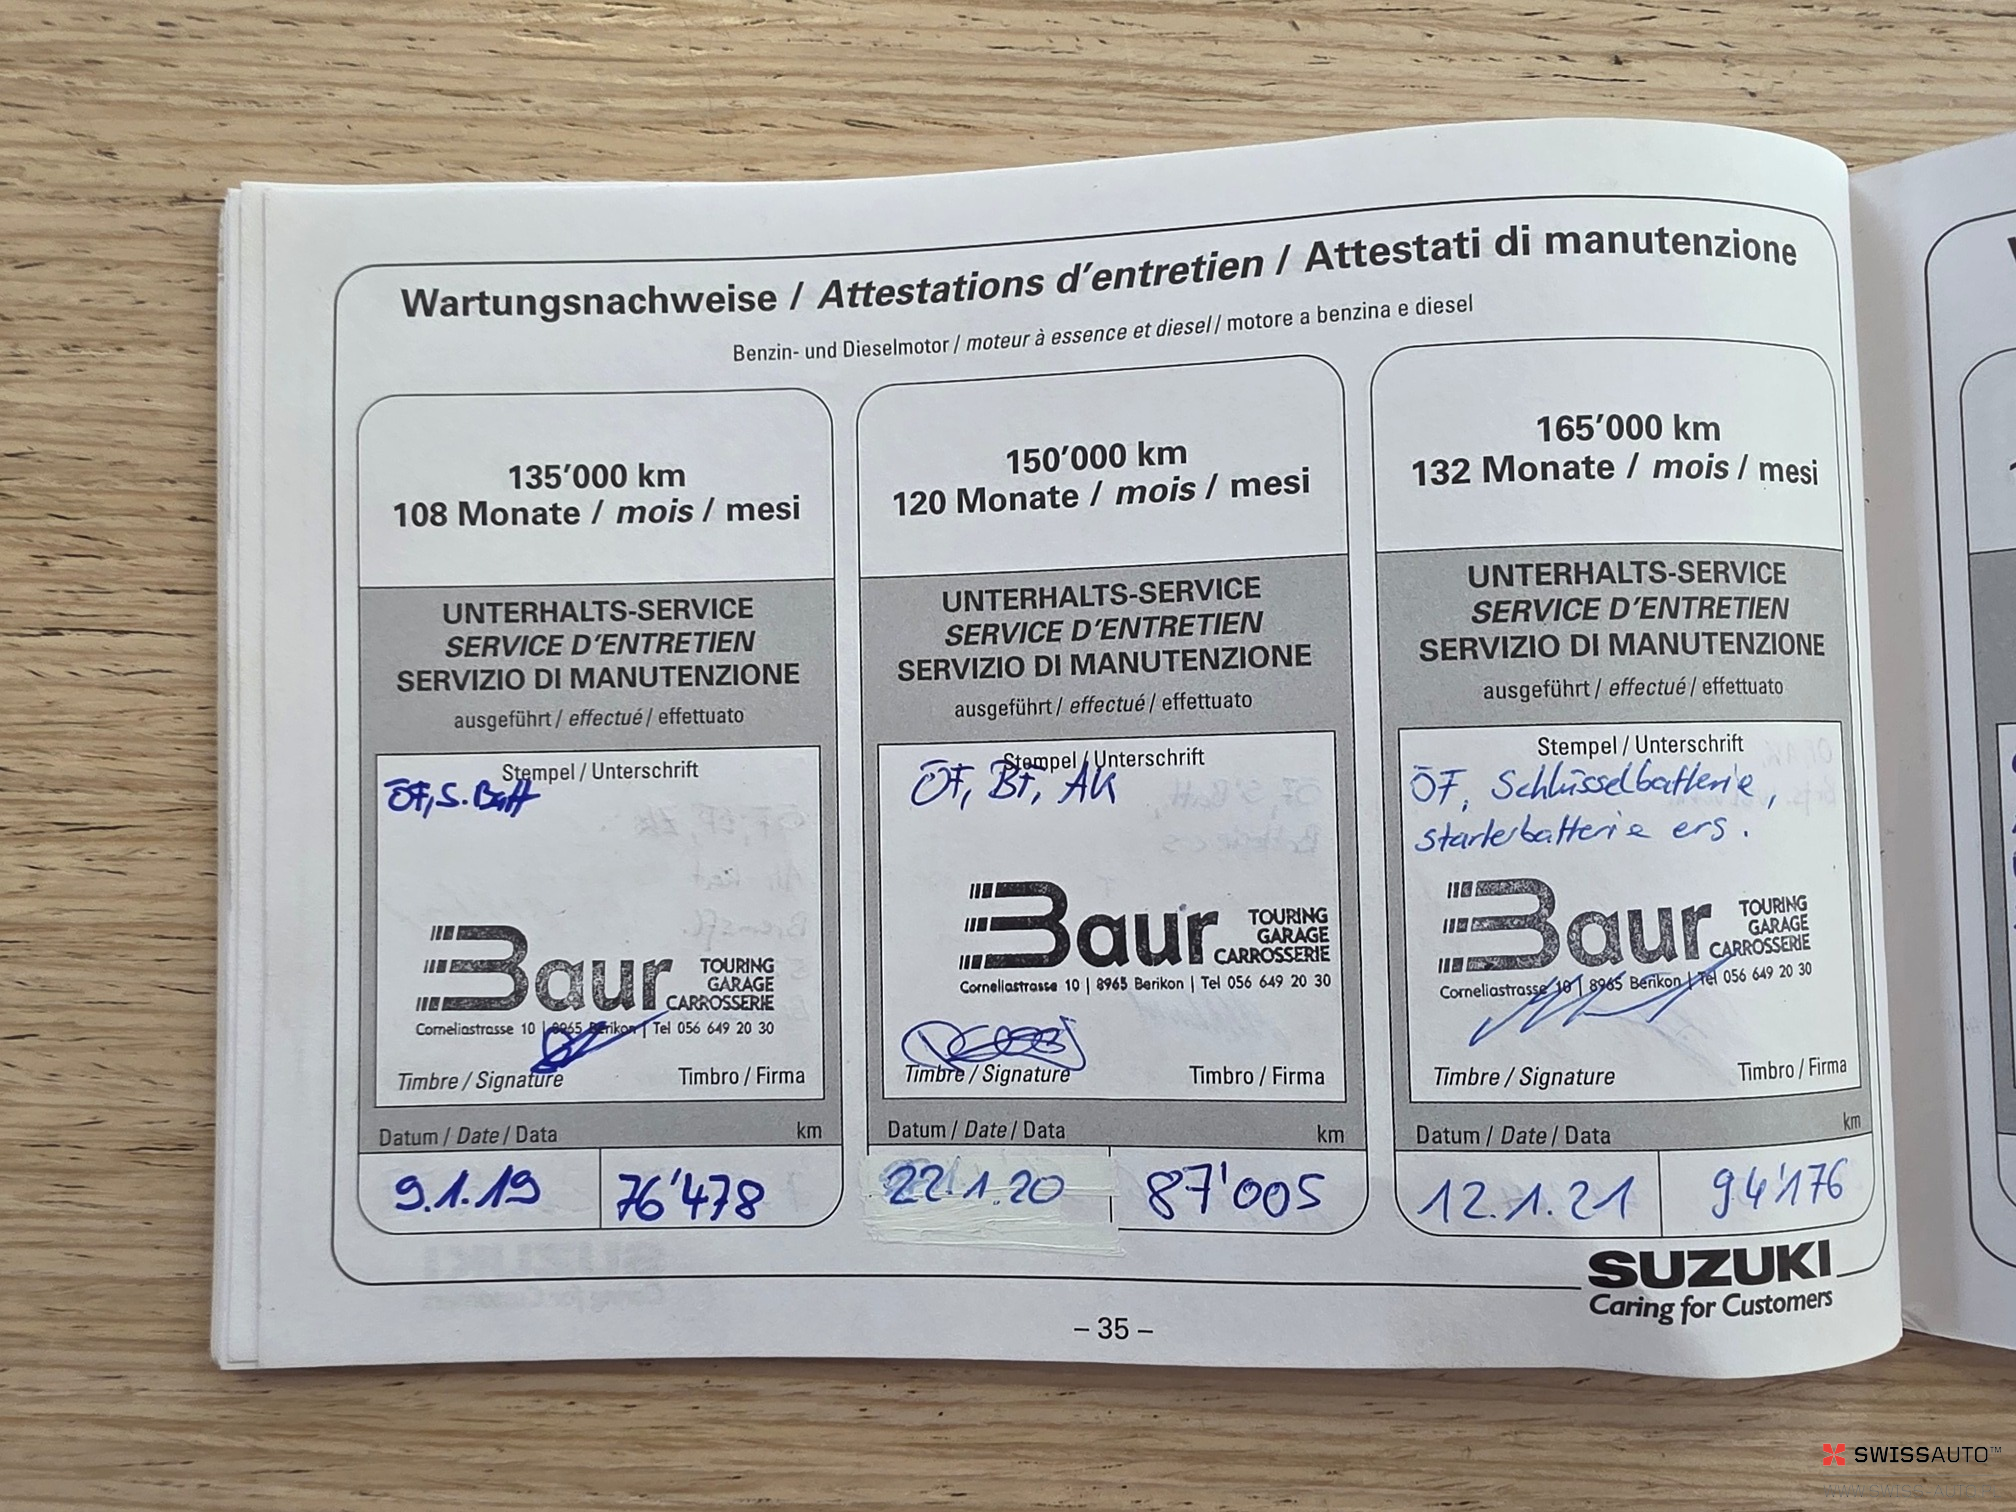 Wartungsnachweise / Attestations d'entretien / Attestati di manutenzione
Benzin- und Dieselmotor / moteur à essence et diesel / motore a benzina e diesel
135'000 km
108 Monate / mois / mesi
UNTERHALTS-SERVICE
SERVICE D'ENTRETIEN
SERVIZIO DI MANUTENZIONE
ausgeführt / effectué / effettuato
Stempel / Unterschrift
ÖF, S. Batt
Baur TOURING
GARAGE
CARROSSERIE
Corneliastrasse 10 | 8965 Berikon | Tel 056 649 20 30
Timbre / Signature Timbro / Firma
Datum / Date / Data km
9.1.19 76'478
150'000 km
120 Monate / mois / mesi
UNTERHALTS-SERVICE
SERVICE D'ENTRETIEN
SERVIZIO DI MANUTENZIONE
ausgeführt / effectué / effettuato
Stempel / Unterschrift
ÖF, BF, AK
Baur TOURING
GARAGE
CARROSSERIE
Corneliastrasse 10 | 8965 Berikon | Tel 056 649 20 30
Timbre / Signature Timbro / Firma
Datum / Date / Data km
22.1.20 87'005
165'000 km
132 Monate / mois / mesi
UNTERHALTS-SERVICE
SERVICE D'ENTRETIEN
SERVIZIO DI MANUTENZIONE
ausgeführt / effectué / effettuato
Stempel / Unterschrift
ÖF, Schlüsselbatterie,
Starterbatterie ers.
Baur TOURING
GARAGE
CARROSSERIE
Corneliastrasse 10 | 8965 Berikon | Tel 056 649 20 30
Timbre / Signature Timbro / Firma
Datum / Date / Data km
12.1.21 94'176
SUZUKI
Caring for Customers
– 35 –
SWISSAUTO™